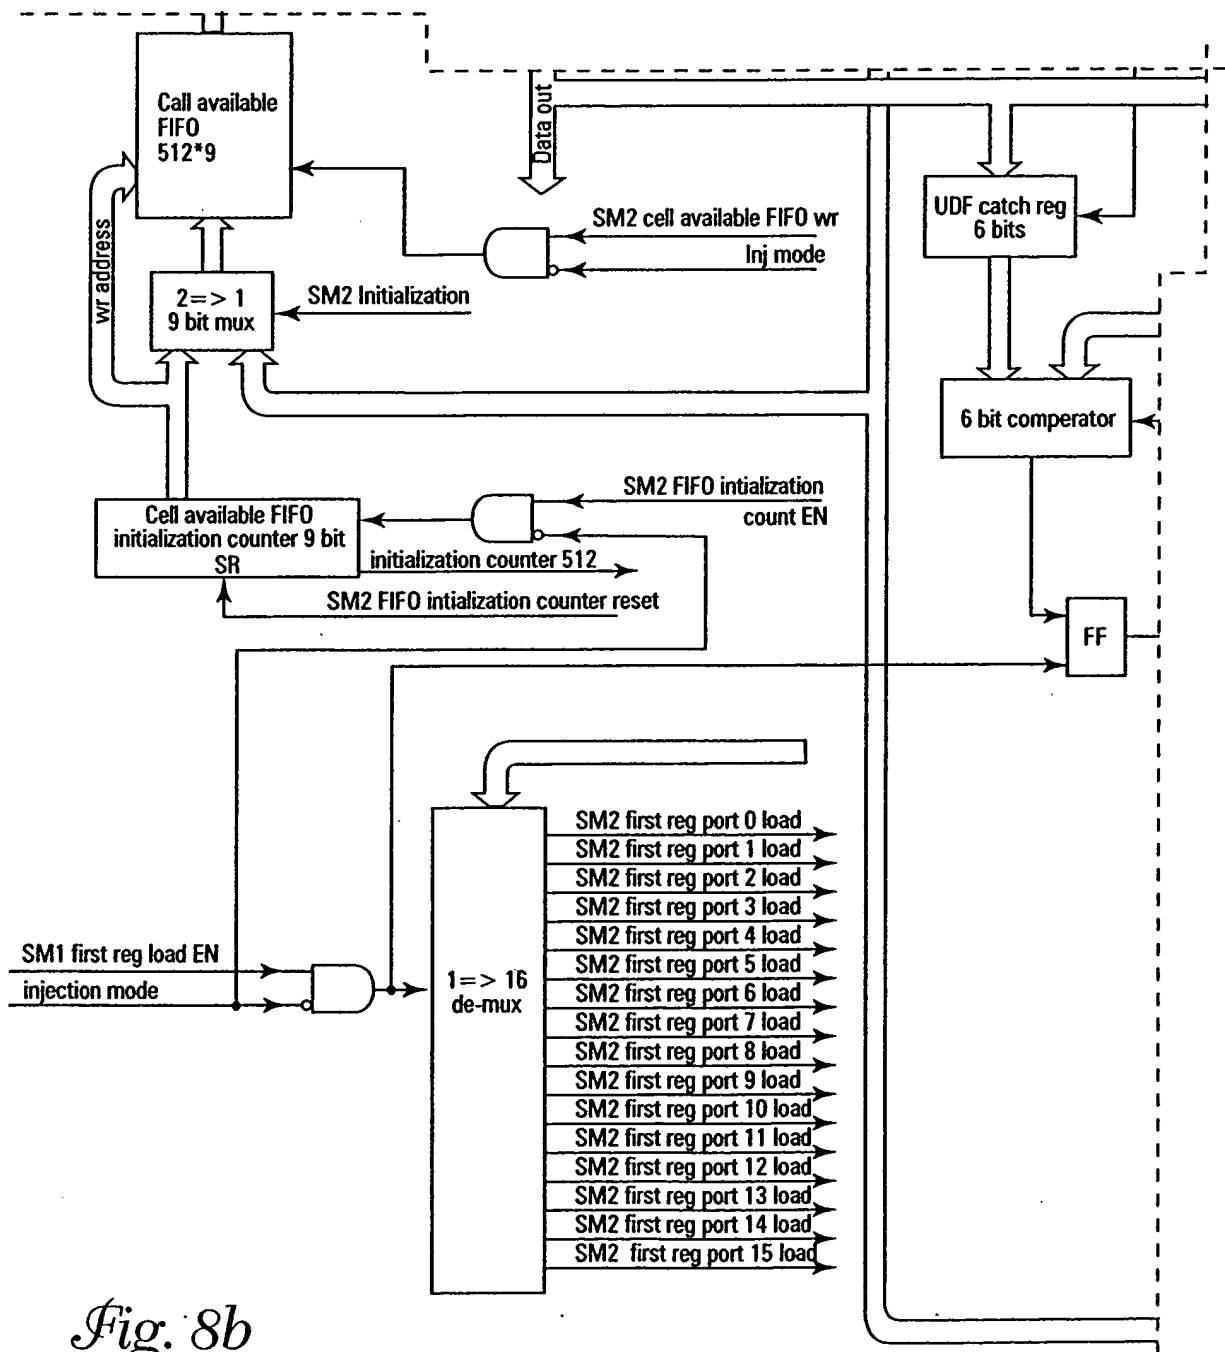 Call available
FIFO
512*9
Data out
UDF catch reg
6 bits
SM2 cell available FIFO wr
Inj mode
wr address
2=> 1
9 bit mux
SM2 Initialization
6 bit comperator
SM2 FIFO intialization
count EN
Cell available FIFO
initialization counter 9 bit
SR
initialization counter 512
SM2 FIFO intialization counter reset
FF
SM2 first reg port 0 load
SM2 first reg port 1 load
SM2 first reg port 2 load
SM2 first reg port 3 load
SM2 first reg port 4 load
SM2 first reg port 5 load
SM2 first reg port 6 load
SM2 first reg port 7 load
SM2 first reg port 8 load
SM2 first reg port 9 load
SM2 first reg port 10 load
SM2 first reg port 11 load
SM2 first reg port 12 load
SM2 first reg port 13 load
SM2 first reg port 14 load
SM2 first reg port 15 load
SM1 first reg load EN
injection mode
1=> 16
de-mux
Fig. 8b